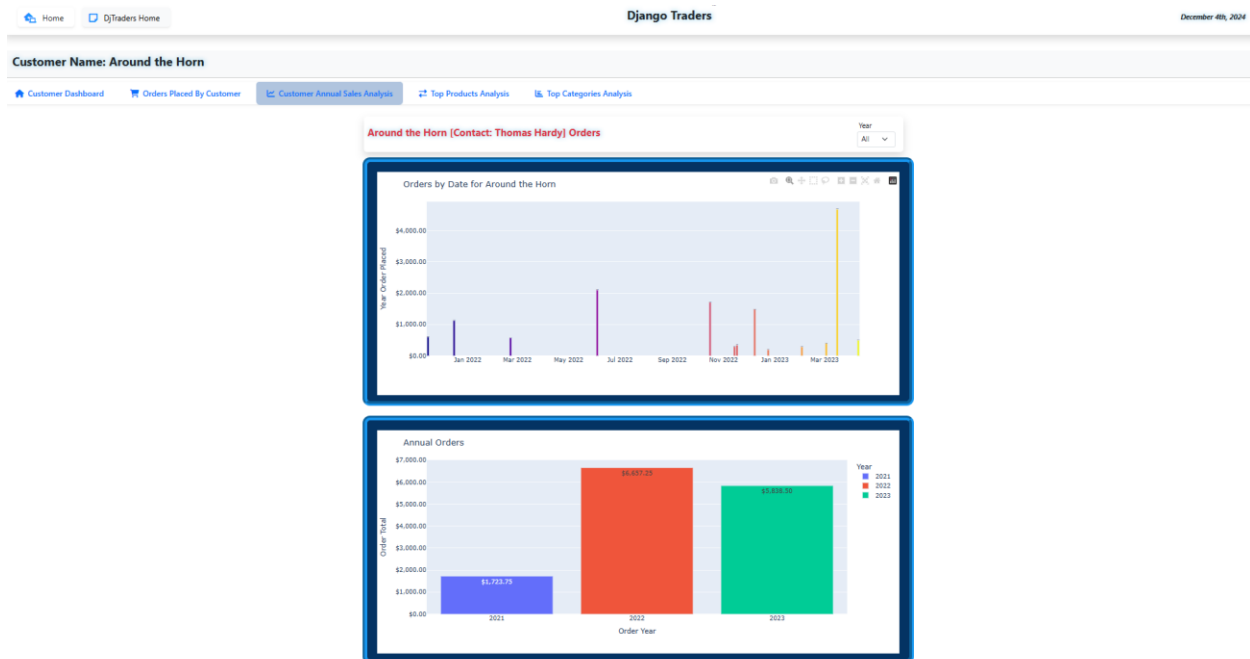 Home DjTraders Home Django Traders December 4th, 2024
Customer Name: Around the Horn
Customer Dashboard Orders Placed By Customer Customer Annual Sales Analysis Top Products Analysis Top Categories Analysis
Around the Horn [Contact: Thomas Hardy] Orders
Year
All
Orders by Date for Around the Horn
Year Order Placed
$4,000.00
$3,000.00
$2,000.00
$1,000.00
$0.00
Jan 2022 Mar 2022 May 2022 Jul 2022 Sep 2022 Nov 2022 Jan 2023 Mar 2023
Annual Orders
Order Total
$7,000.00
$6,000.00
$5,000.00
$4,000.00
$3,000.00
$2,000.00
$1,000.00
$0.00
$1,723.75
$5,838.50
Year
2021
2022
2023
2021 2022 2023
Order Year